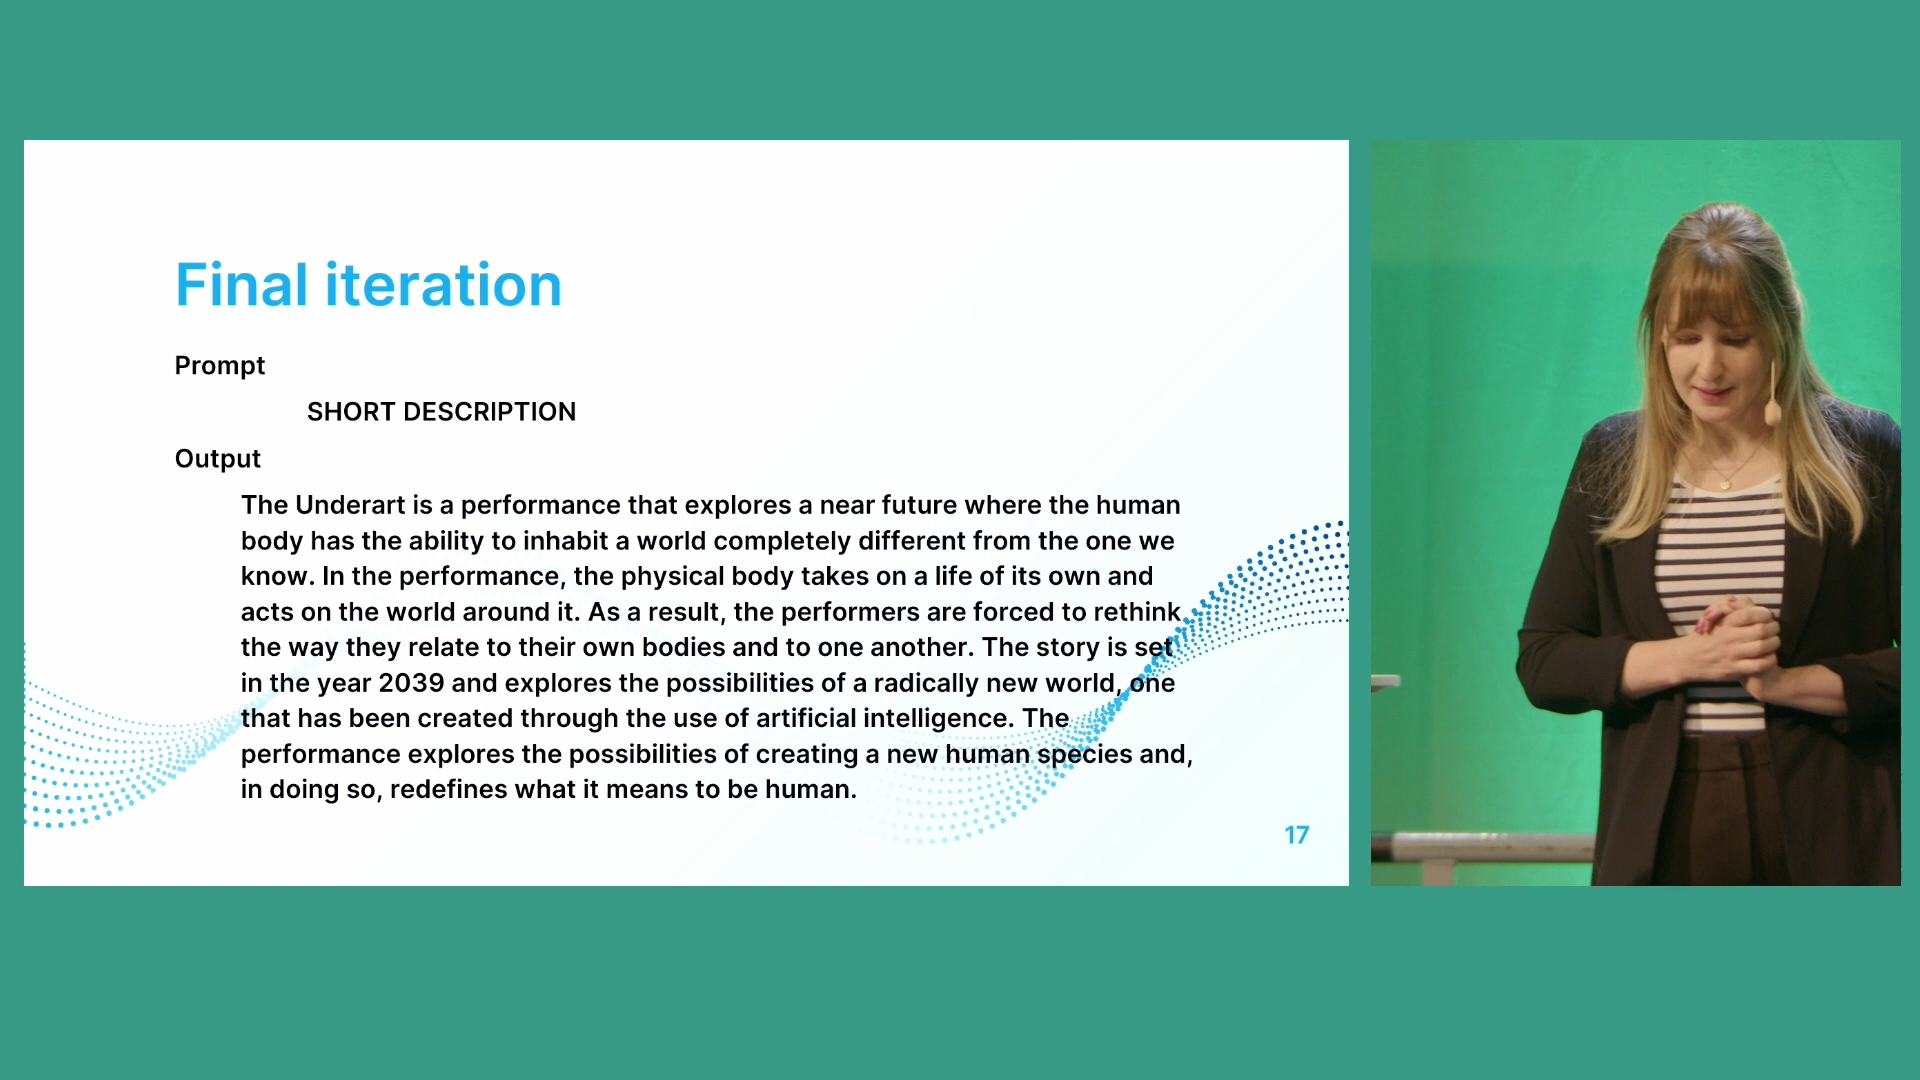 Final iteration
Prompt
SHORT DESCRIPTION
Output
The Underart is a performance that explores a near future where the human
body has the ability to inhabit a world completely different from the one we
know. In the performance, the physical body takes on a life of its own and
acts on the world around it. As a result, the performers are forced to rethink
the way they relate to their own bodies and to one another. The story is set
in the year 2039 and explores the possibilities of a radically new world, one
that has been created through the use of artificial intelligence. The
performance explores the possibilities of creating a new human species and,
in doing so, redefines what it means to be human.
17